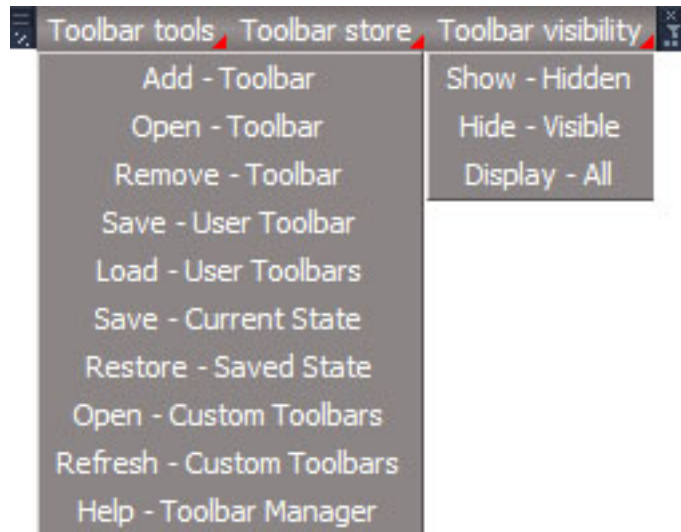 Toolbar tools Toolbar store Toolbar visibility
Add - Toolbar
Open - Toolbar
Remove - Toolbar
Save - User Toolbar
Load - User Toolbars
Save - Current State
Restore - Saved State
Open - Custom Toolbars
Refresh - Custom Toolbars
Help - Toolbar Manager
Show - Hidden
Hide - Visible
Display - All